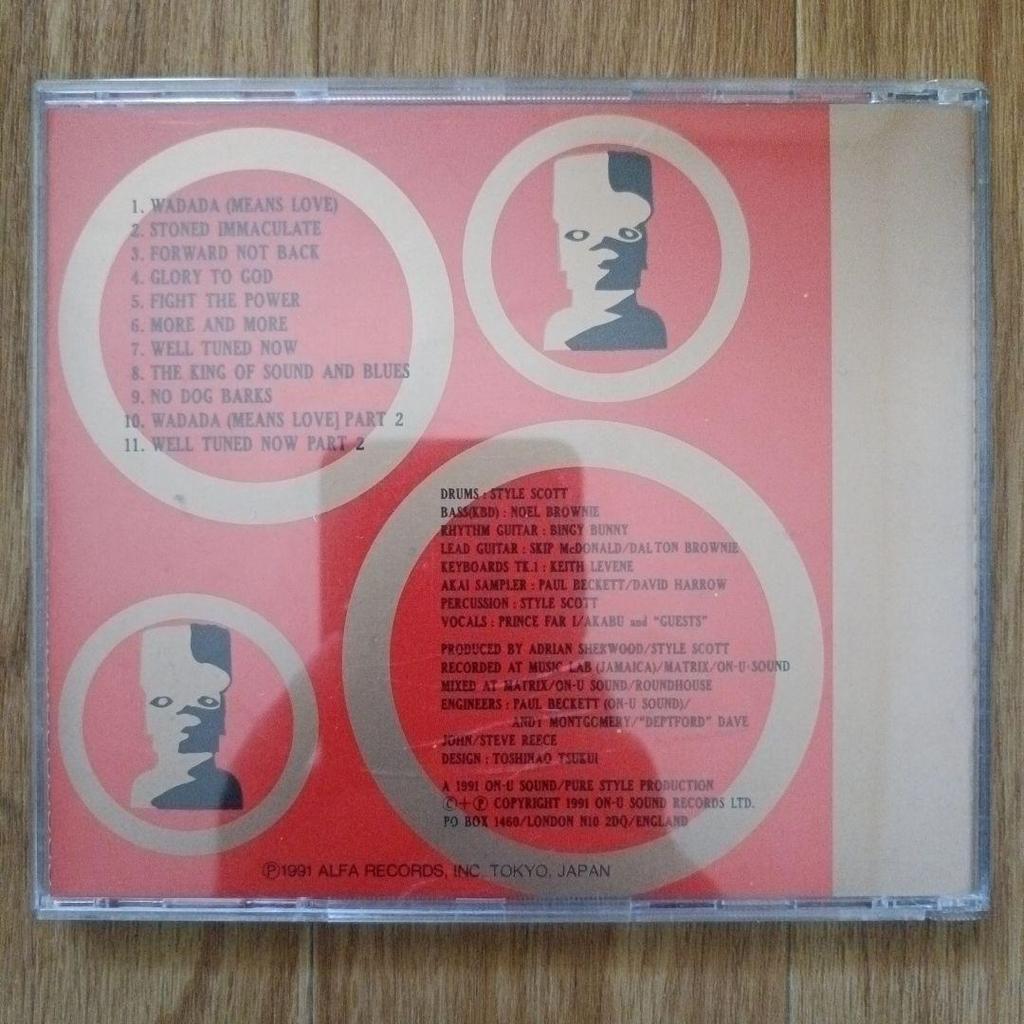 1. WADADA (MEANS LOVE)
2. STONED IMMACULATE
3. FORWARD NOT BACK
4. GLORY TO GOD
5. FIGHT THE POWER
6. MORE AND MORE
7. WELL TUNED NOW
8. THE KING OF SOUND AND BLUES
9. NO DOG BARKS
10. WADADA (MEANS LOVE] PART 2
11. WELL TUNED NOW PART 2
DRUMS : STYLE SCOTT
BASS(KBD) : NOEL BROWNIE
RHYTHM GUITAR : BINGY BUNNY
LEAD GUITAR : SKIP McDONALD/DALTON BROWNIE
KEYBOARDS TK.1 : KEITH LEVENE
AKAI SAMPLER : PAUL BECKETT/DAVID HARROW
PERCUSSION : STYLE SCOTT
VOCALS : PRINCE FAR I/AKABU and "GUESTS"
PRODUCED BY ADRIAN SHERWOOD/STYLE SCOTT
RECORDED AT MUSIC LAB (JAMAICA)/MATRIX/ON-U-SOUND
MIXED AT MATRIX/ON-U SOUND/ROUNDHOUSE
ENGINEERS : PAUL BECKETT (ON-U SOUND)/
ANDY MONTGOMERY/"DEPTFORD" DAVE
JOHN/STEVE REECE
DESIGN : TOSHINAO TSUKUI
A 1991 ON-U SOUND/PURE STYLE PRODUCTION
Ⓒ+Ⓟ COPYRIGHT 1991 ON-U SOUND RECORDS LTD.
PO BOX 1460/LONDON N10 2DQ/ENGLAND
Ⓟ1991 ALFA RECORDS, INC. TOKYO, JAPAN